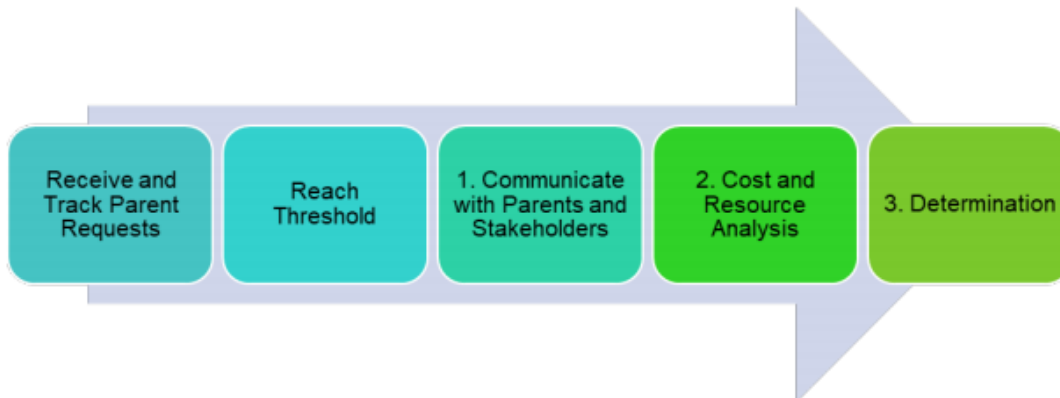 Receive and
Track Parent
Requests
Reach
Threshold
1. Communicate
with Parents and
Stakeholders
2. Cost and
Resource
Analysis
3. Determination